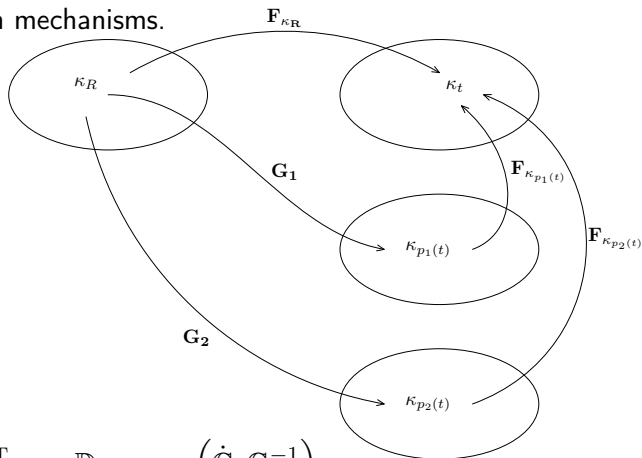 mechanisms.
𝐅_{κ_𝐑}
κ_R
κ_t
𝐆_𝟏
𝐅_{κ_{p_1(t)}}
κ_{p_1(t)}
𝐅_{κ_{p_2(t)}}
𝐆_𝟐
κ_{p_2(t)}